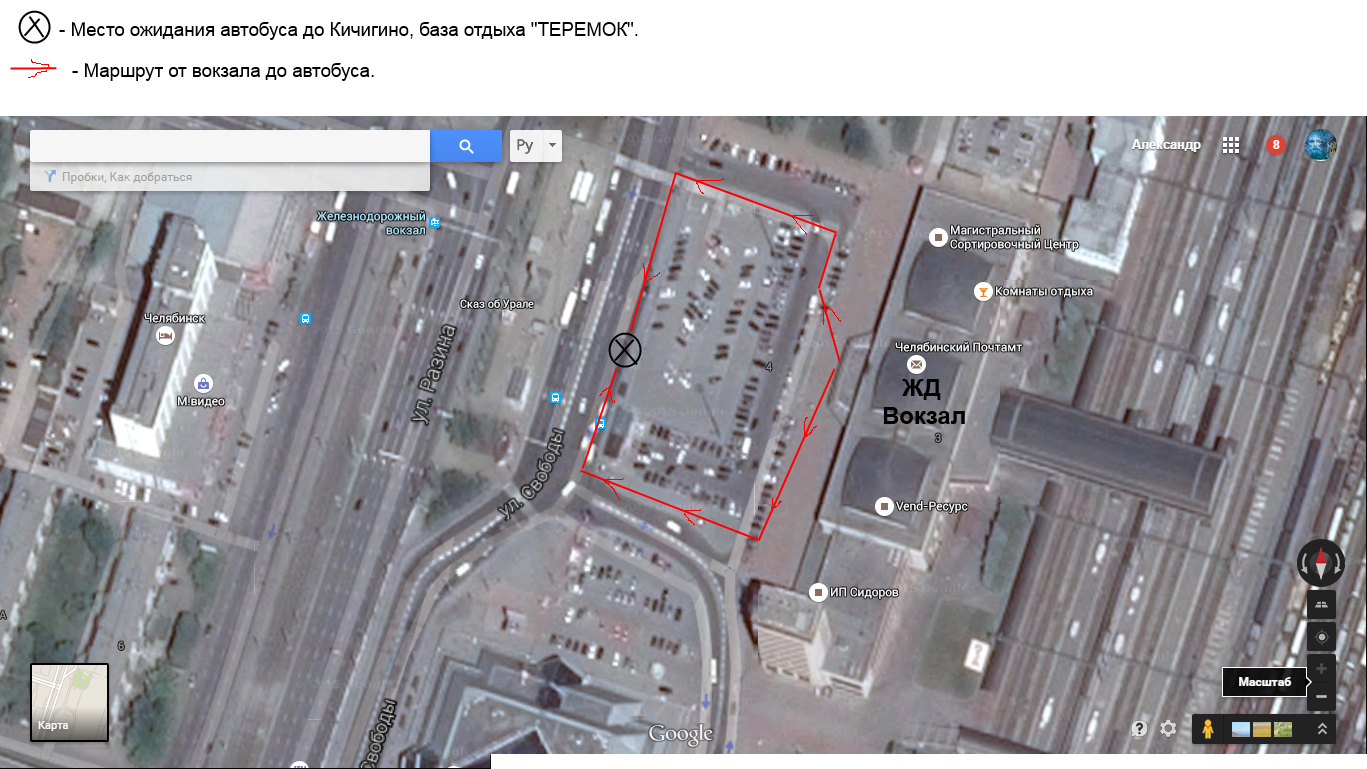 - Место ожидания автобуса до Кичигино, база отдыха "ТЕРЕМОК".
- Маршрут от вокзала до автобуса.
Ру
Александр
8
Пробки, Как добраться
Железнодорожный
вокзал
Магистральный
Сортировочный Центр
Комнаты отдыха
Сказ об Урале
Челябинск
Челябинский Почтамт
4
ЖД
Вокзал
3
М.видео
ул. Разина
ул. Свободы
Vend-Ресурс
ИП Сидоров
А
6
Масштаб
Карта
Свободы
Google
?